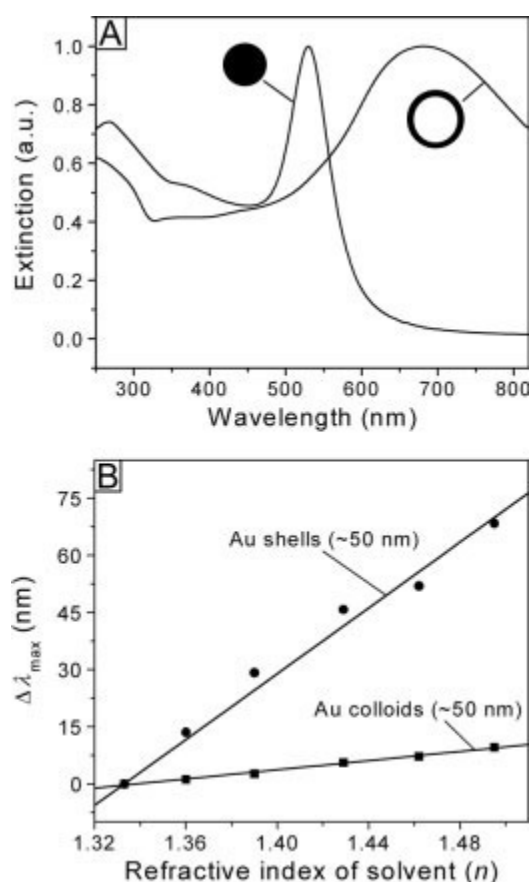 A
Extinction (a.u.)
1.0
0.8
0.6
0.4
0.2
0.0
300 400 500 600 700 800
Wavelength (nm)
B
Δλmax (nm)
75
60
45
30
15
0
Au shells (~50 nm)
Au colloids (~50 nm)
1.32 1.36 1.40 1.44 1.48
Refractive index of solvent (n)